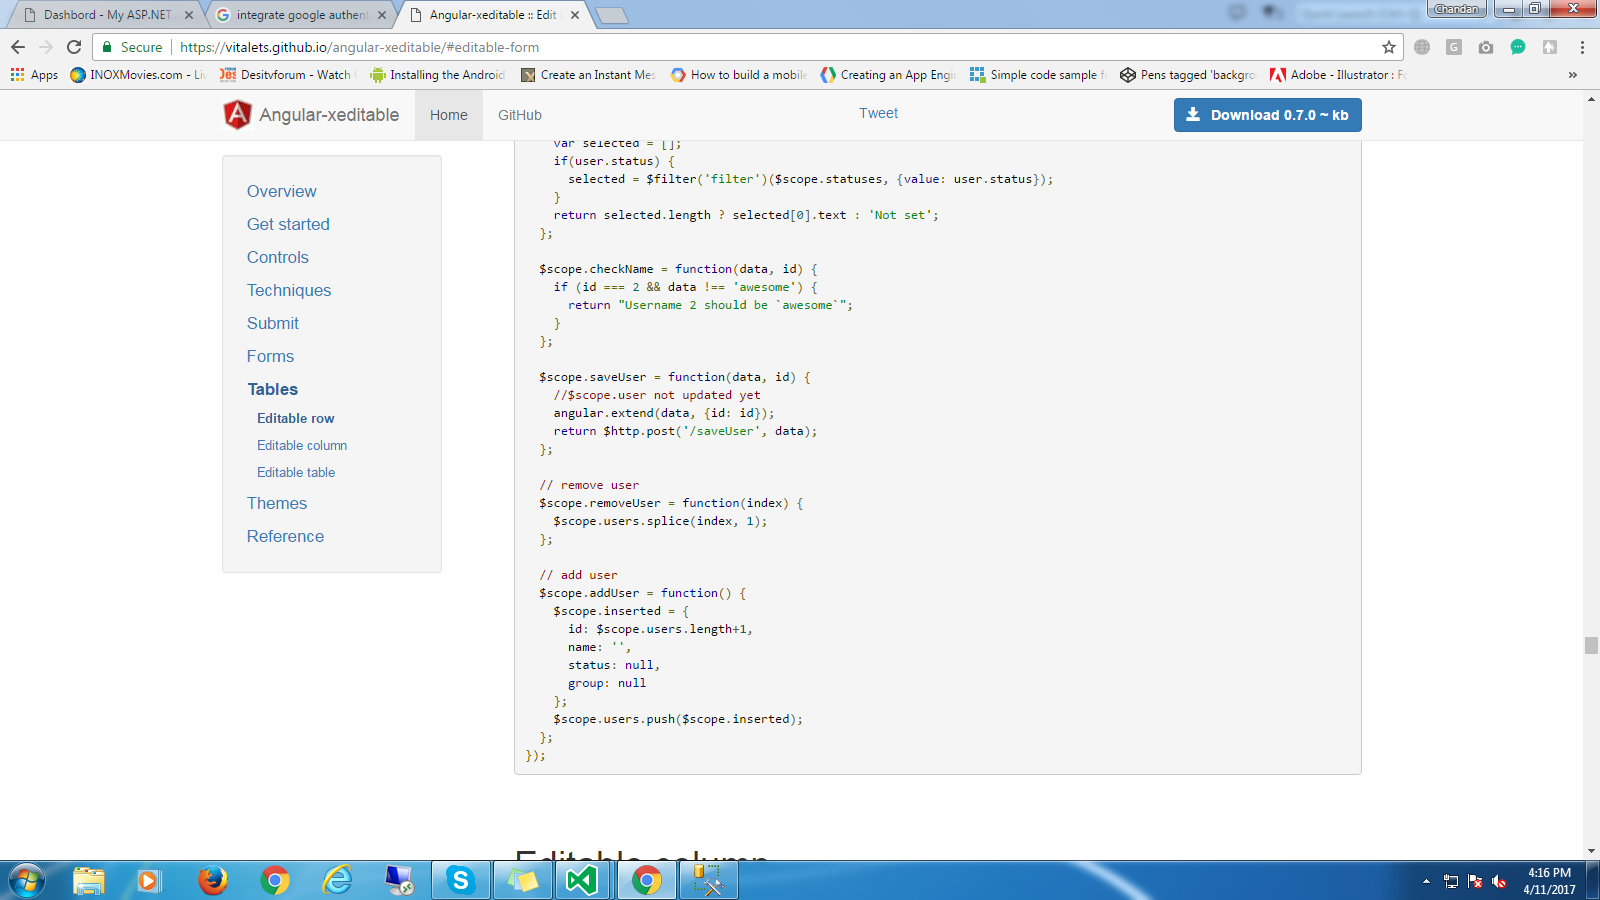 Dashbord - My ASP.NET
integrate google authent
Angular-xeditable :: Edit
Chandan
Secure
https://vitalets.github.io/angular-xeditable/#editable-form
Apps
INOXMovies.com - Li
Desitvforum - Watch
Installing the Android
Create an Instant Mes
How to build a mobile
Creating an App Engi
Simple code sample f
Pens tagged 'backgro
Adobe - Illustrator : Fo
»
Angular-xeditable
Home
GitHub
Tweet
Download 0.7.0 ~ kb
Overview
Get started
Controls
Techniques
Submit
Forms
Tables
Editable row
Editable column
Editable table
Themes
Reference
var selected = [];
if(user.status) {
selected = $filter('filter')($scope.statuses, {value: user.status});
}
return selected.length ? selected[0].text : 'Not set';
};
$scope.checkName = function(data, id) {
if (id === 2 && data !== 'awesome') {
return "Username 2 should be `awesome`";
}
};
$scope.saveUser = function(data, id) {
//$scope.user not updated yet
angular.extend(data, {id: id});
return $http.post('/saveUser', data);
};
// remove user
$scope.removeUser = function(index) {
$scope.users.splice(index, 1);
};
// add user
$scope.addUser = function() {
$scope.inserted = {
id: $scope.users.length+1,
name: '',
status: null,
group: null
};
$scope.users.push($scope.inserted);
};
});
Editable column
4:16 PM
4/11/2017